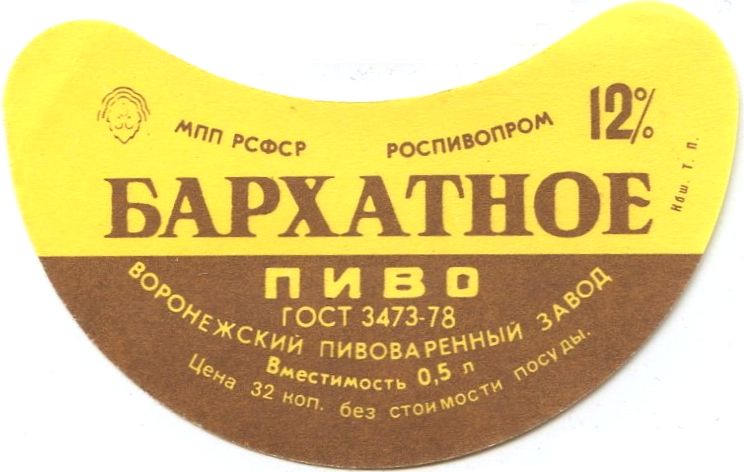 МПП РСФСР РОСПИВОПРОМ 12%
БАРХАТНОЕ
Кбш. т. п.
ПИВО
ГОСТ 3473-78
ВОРОНЕЖСКИЙ ПИВОВАРЕННЫЙ ЗАВОД
Вместимость 0,5 л
Цена 32 коп. без стоимости посуды.